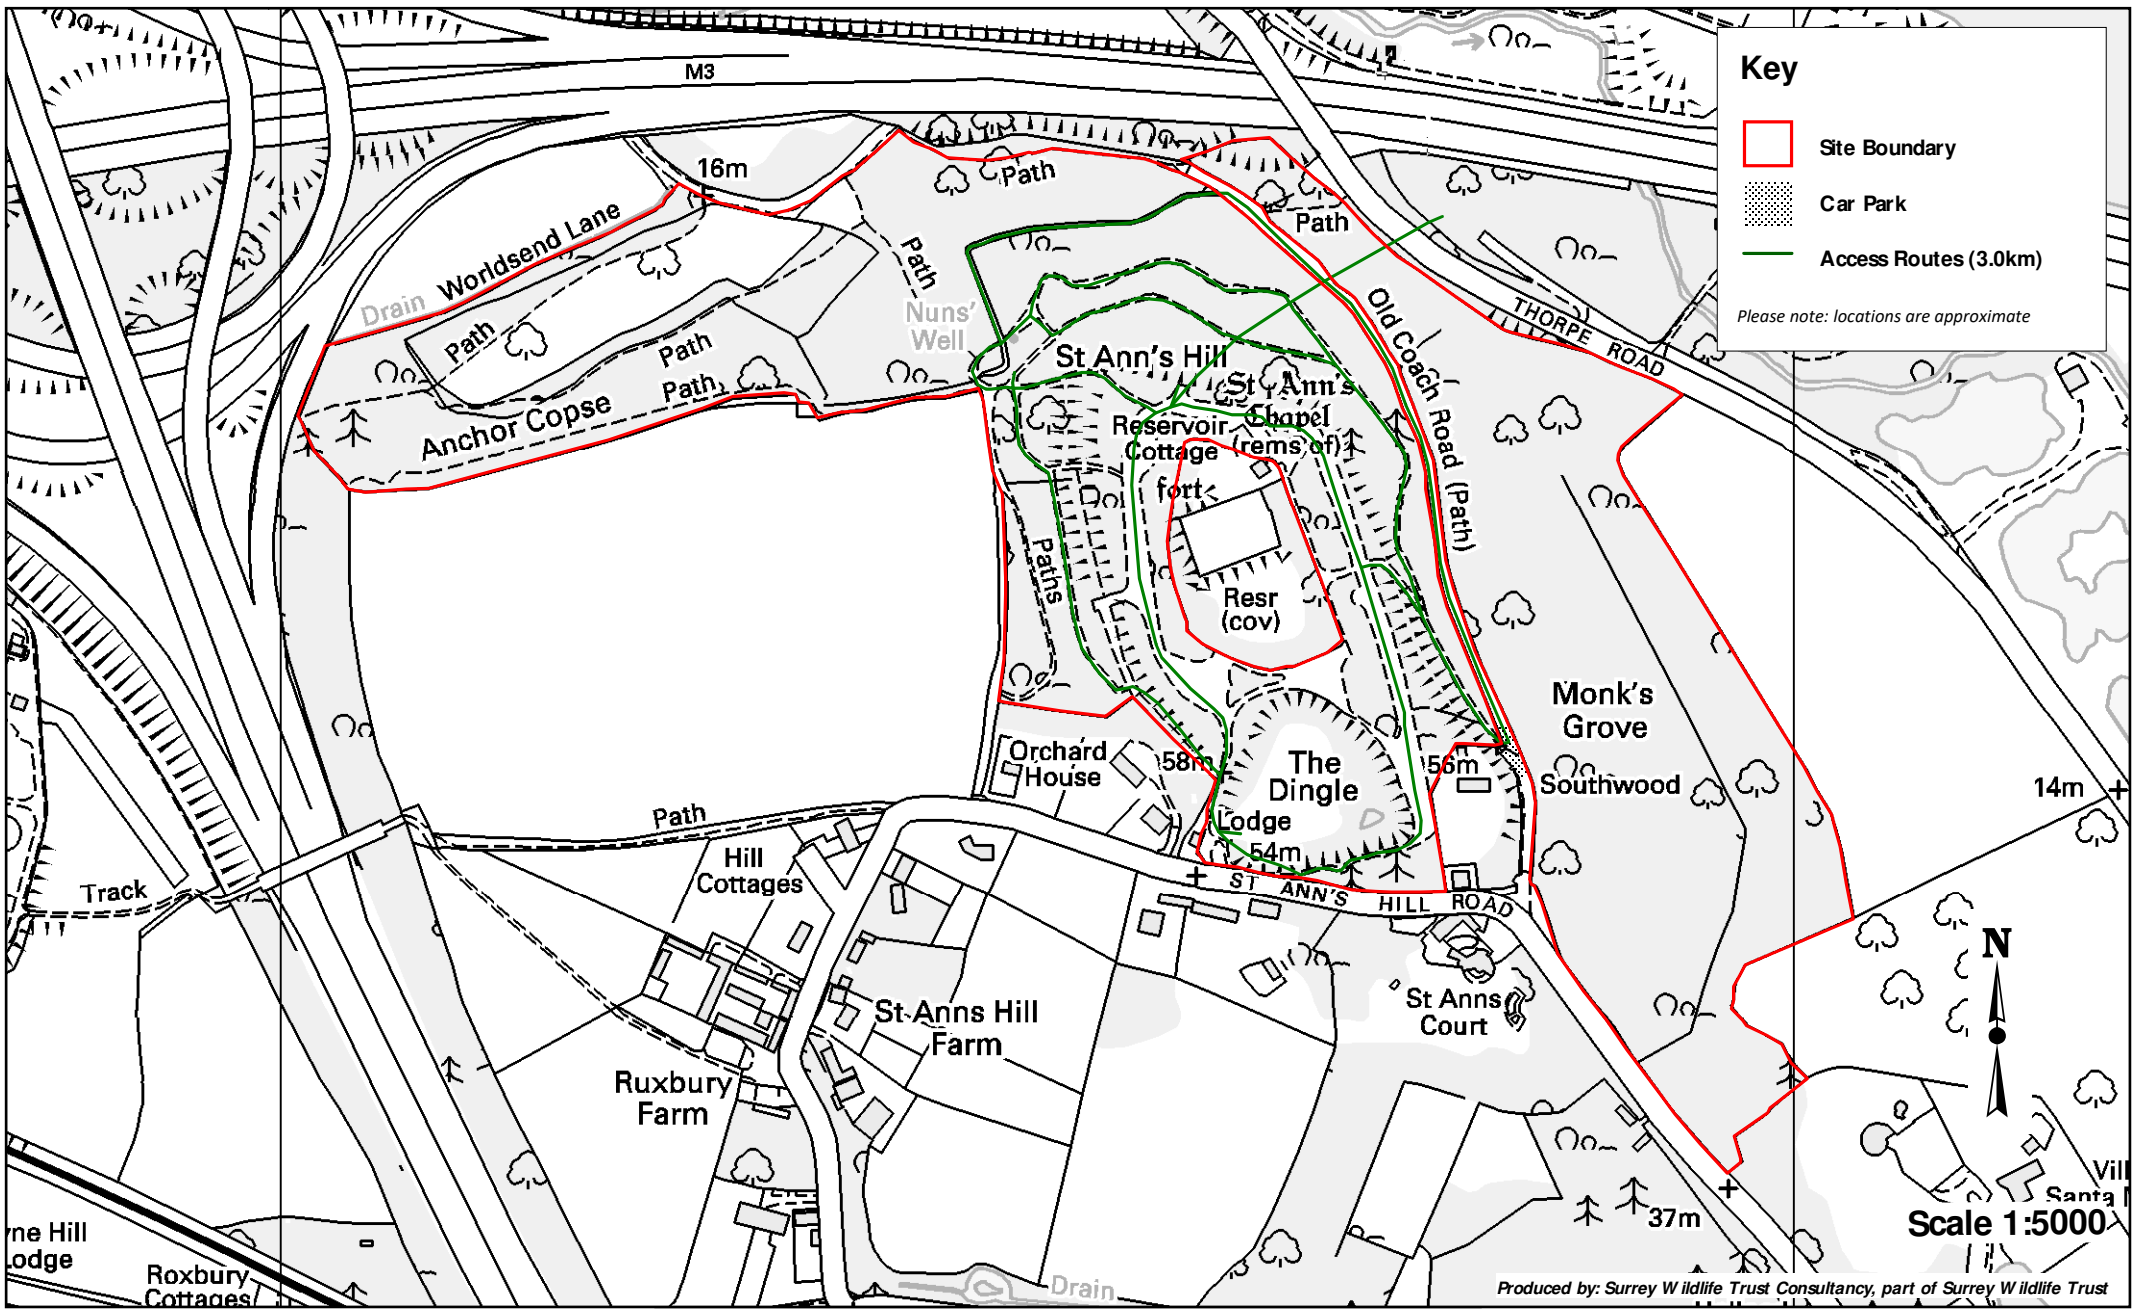 M3
Key
Site Boundary
Car Park
Access Routes (3.0km)
Please note: locations are approximate
16m
Path
Path
Path
Worldsend Lane
Drain
Nuns'
Well
Path
Path
Path
Anchor Copse
St Ann's Hill
St Ann's
Chapel
(rems of)
Reservoir
Cottage
fort
Resr
(cov)
Paths
Old Coach Road (Path)
THORPE ROAD
Monk's
Grove
Southwood
Orchard
House
58m
The
Dingle
56m
Lodge
54m
ST ANN'S HILL ROAD
14m
Path
Hill
Cottages
Track
St Anns Hill
Farm
Ruxbury
Farm
St Anns
Court
N
37m
Vill
Santa
Scale 1:5000
yne Hill
Lodge
Roxbury
Cottages
Drain
Produced by: Surrey Wildlife Trust Consultancy, part of Surrey Wildlife Trust